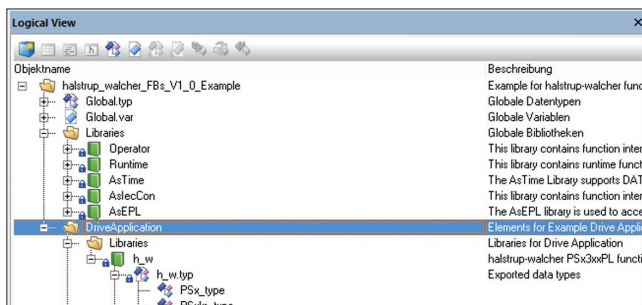 Logical View
Objektname Beschreibung
halstrup_walcher_FBs_V1_0_Example Example for halstrup-walcher func
Global.typ Globale Datentypen
Global.var Globale Variablen
Libraries Globale Bibliotheken
Operator This library contains function inter
Runtime This library contains runtime funct
AsTime The AsTime Library supports DAT
AsIecCon This library contains function inter
AsEPL The AsEPL library is used to acce
DriveApplication Elements for Example Drive Applic
Libraries Libraries for Drive Application
h_w halstrup-walcher PSx3xxPL functi
h_w.typ Exported data types
PSx_type